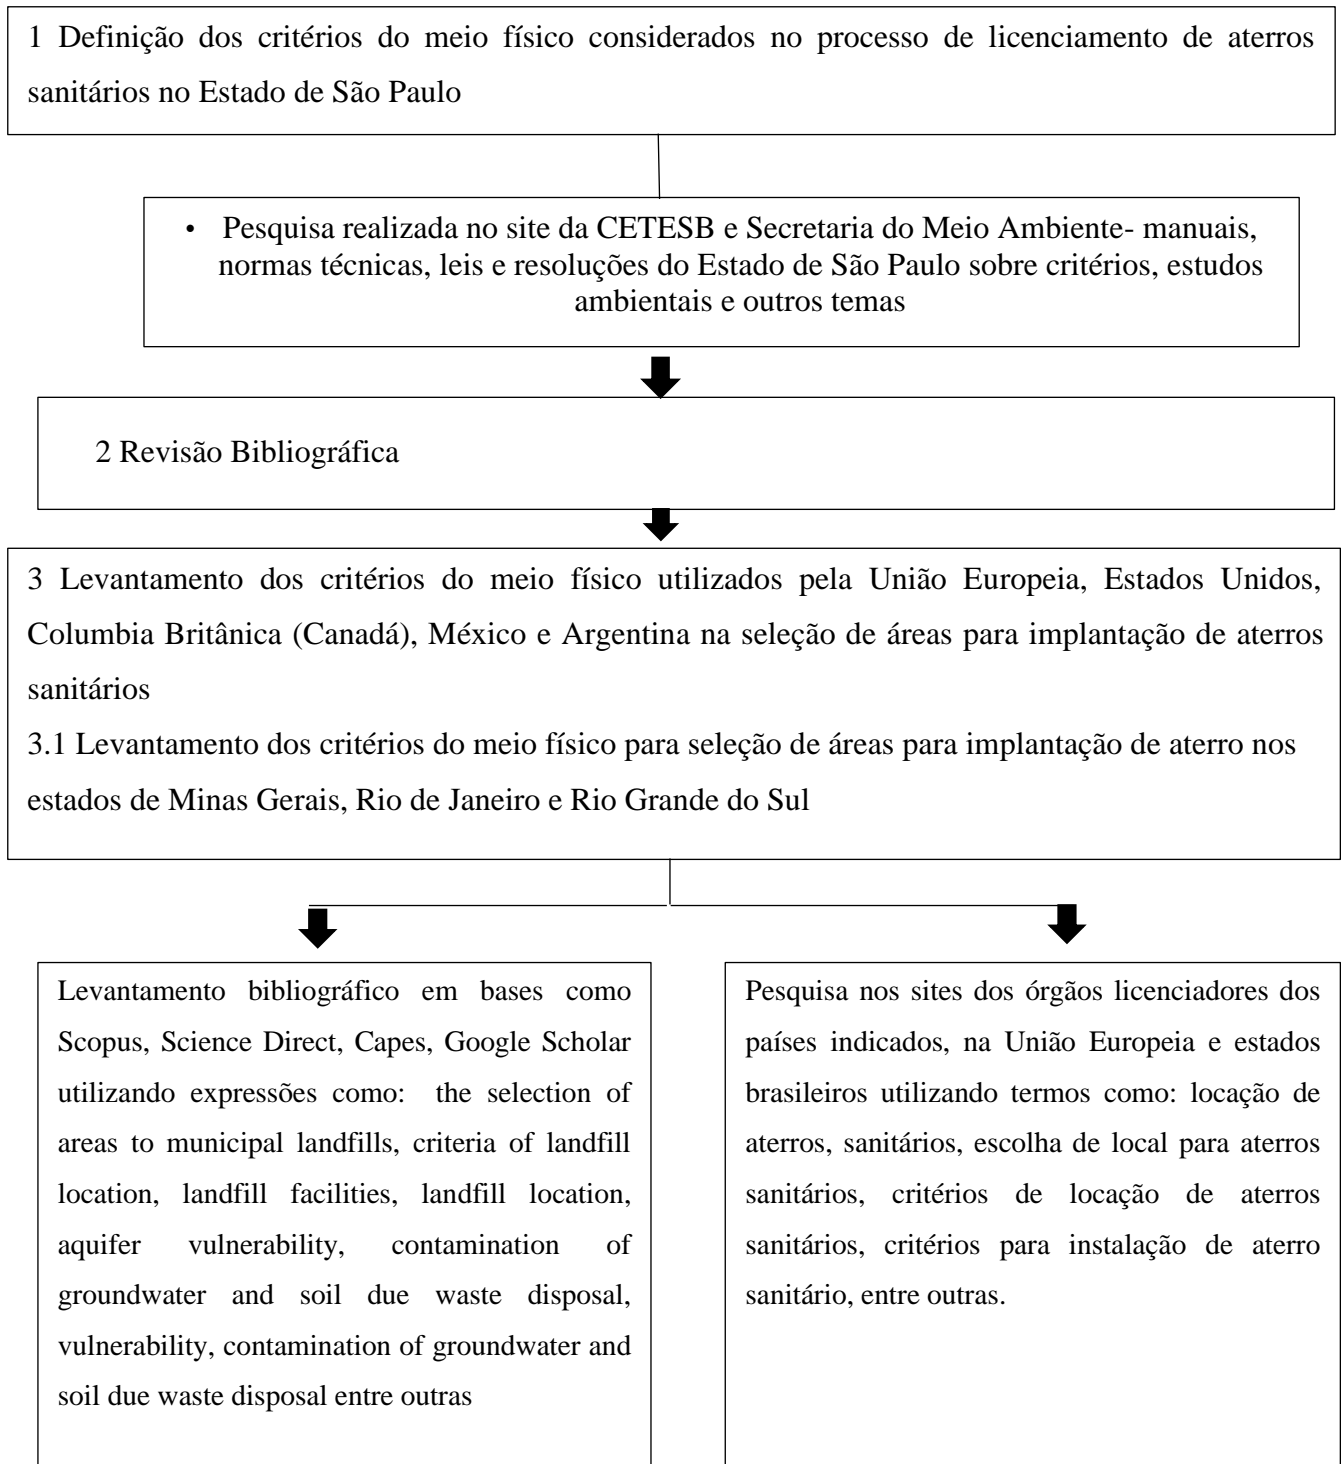 1 Definição dos critérios do meio físico considerados no processo de licenciamento de aterros
sanitários no Estado de São Paulo
• Pesquisa realizada no site da CETESB e Secretaria do Meio Ambiente- manuais,
normas técnicas, leis e resoluções do Estado de São Paulo sobre critérios, estudos
ambientais e outros temas
2 Revisão Bibliográfica
3 Levantamento dos critérios do meio físico utilizados pela União Europeia, Estados Unidos,
Columbia Britânica (Canadá), México e Argentina na seleção de áreas para implantação de aterros
sanitários
3.1 Levantamento dos critérios do meio físico para seleção de áreas para implantação de aterro nos
estados de Minas Gerais, Rio de Janeiro e Rio Grande do Sul
Levantamento bibliográfico em bases como
Scopus, Science Direct, Capes, Google Scholar
utilizando expressões como: the selection of
areas to municipal landfills, criteria of landfill
location, landfill facilities, landfill location,
aquifer vulnerability, contamination of
groundwater and soil due waste disposal,
vulnerability, contamination of groundwater and
soil due waste disposal entre outras
Pesquisa nos sites dos órgãos licenciadores dos
países indicados, na União Europeia e estados
brasileiros utilizando termos como: locação de
aterros, sanitários, escolha de local para aterros
sanitários, critérios de locação de aterros
sanitários, critérios para instalação de aterro
sanitário, entre outras.